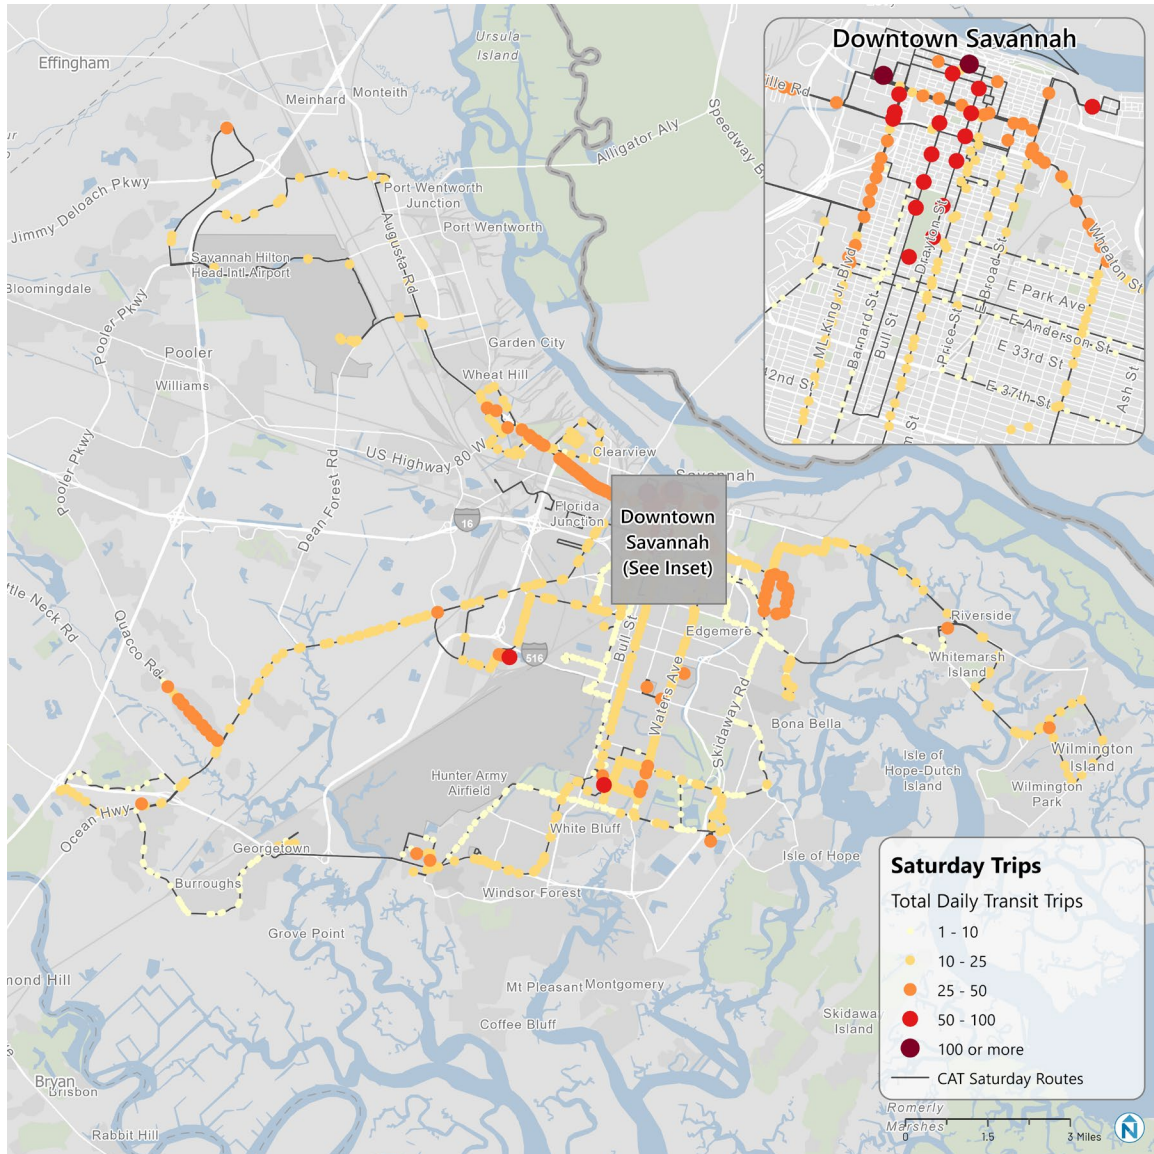 Ursula
Island
Effingham
Meinhard
Monteith
Speedway
Alligator Aly
Jimmy Deloach Pkwy
Port Wentworth
Junction
Port Wentworth
Augusta Rd
Savannah Hilton
Head Intl Airport
Bloomingdale
Pooler Pkwy
Pooler
Garden City
Williams
Wheat Hill
Pooler Pkwy
US Highway 80 W
Clearview
Savannah
Dean Forest Rd
16
Florida
Junction
Downtown
Savannah
(See Inset)
Quacco Rd
Neck Rd
516
Bull St
Edgemere
Riverside
Whitemarsh
Island
Waters Ave
Skidaway Rd
Bona Bella
Wilmington
Island
Isle of
Hope-Dutch
Island
Wilmington
Park
Hunter Army
Airfield
Ocean Hwy
White Bluff
Georgetown
Isle of Hope
Burroughs
Windsor Forest
Grove Point
Mt Pleasant
Montgomery
Coffee Bluff
Island
Bryan
Rabbit Hill
Romerly
Marshes
Downtown Savannah
ille Rd
Wheaton St
Drayton St
E Broad St
E Park Ave
ML King Jr Blvd
Barnard St
Bull St
Price St
E Anderson St
E 33rd St
E 37th St
Ash St
42nd St
Saturday Trips
Total Daily Transit Trips
1 - 10
10 - 25
25 - 50
50 - 100
100 or more
CAT Saturday Routes
0 1.5 3 Miles
N